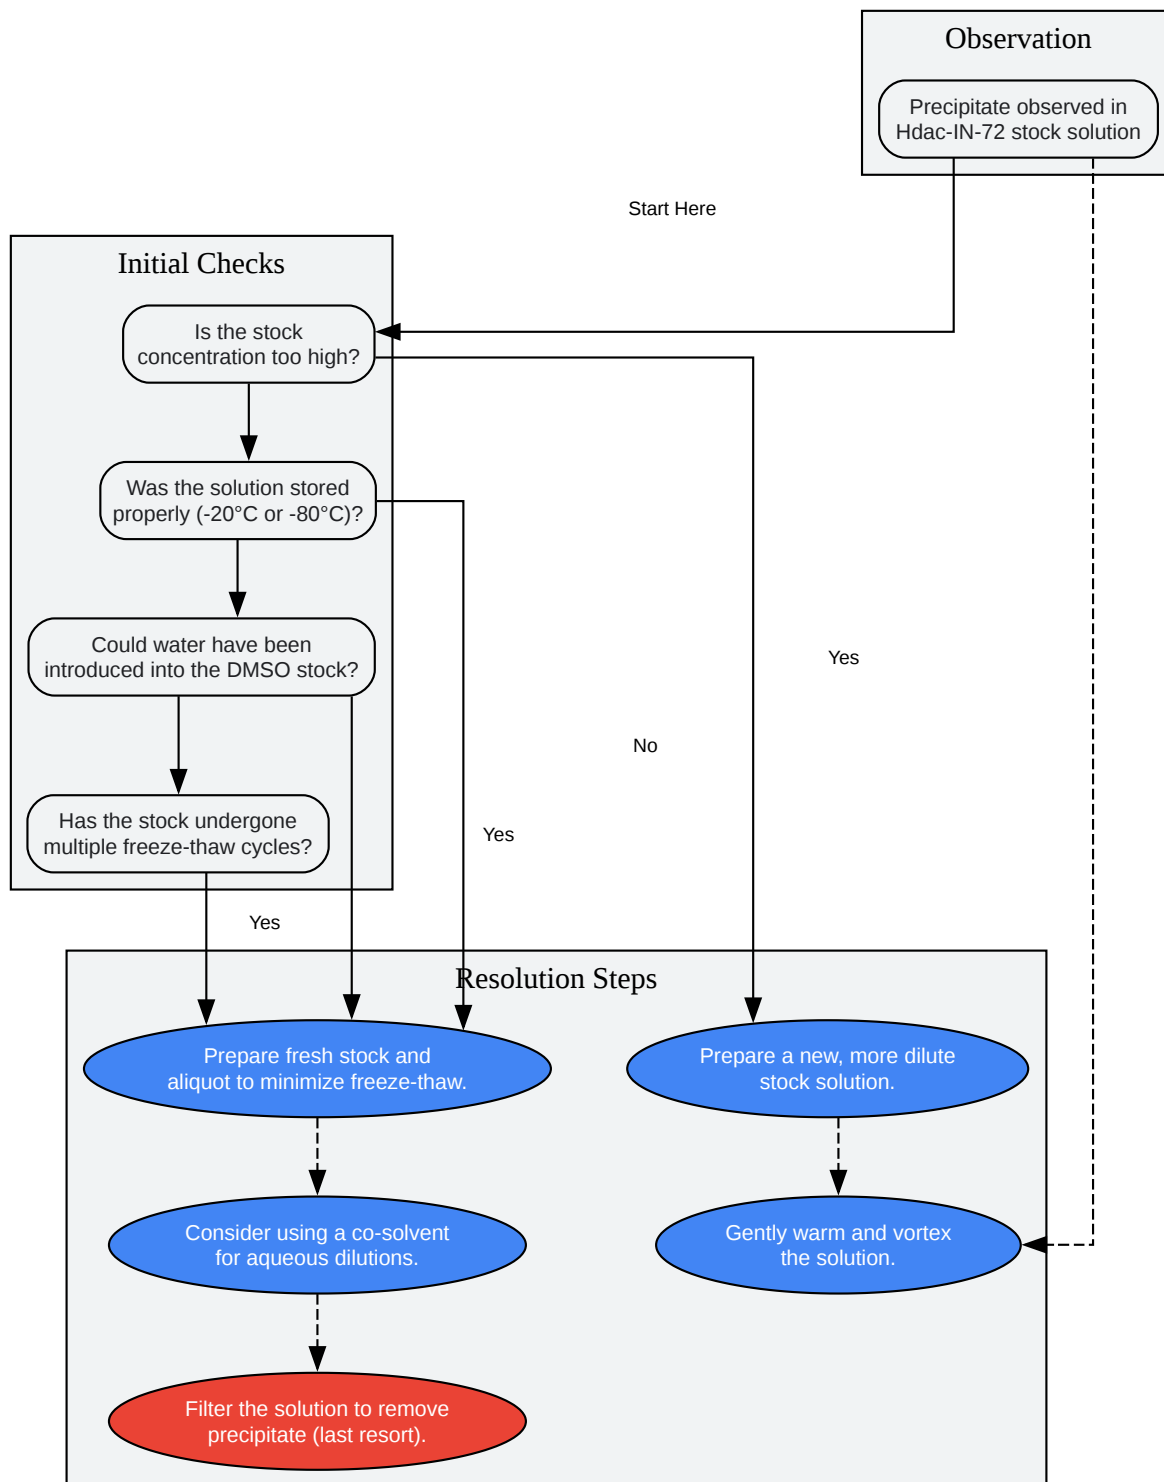 Observation
Precipitate observed in
Hdac-IN-72 stock solution
Start Here
Initial Checks
Is the stock
concentration too high?
Was the solution stored
properly (-20°C or -80°C)?
Could water have been
introduced into the DMSO stock?
Yes
No
Has the stock undergone
multiple freeze-thaw cycles?
Yes
Yes
Resolution Steps
Prepare fresh stock and
aliquot to minimize freeze-thaw.
Prepare a new, more dilute
stock solution.
Consider using a co-solvent
for aqueous dilutions.
Gently warm and vortex
the solution.
Filter the solution to remove
precipitate (last resort).